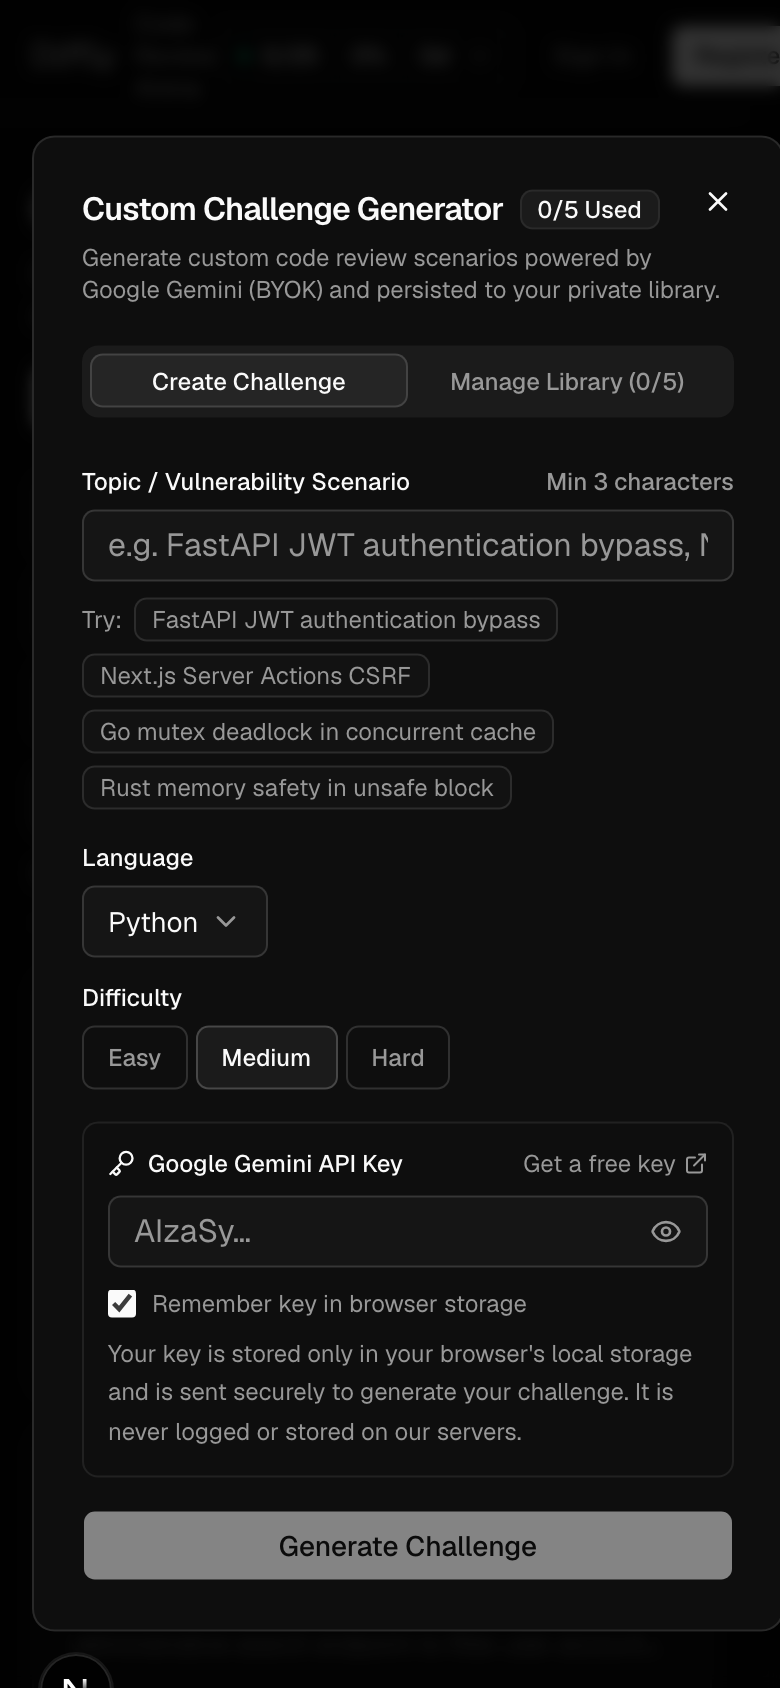 Custom Challenge Generator 0/5 Used
Generate custom code review scenarios powered by
Google Gemini (BYOK) and persisted to your private library.
Create Challenge Manage Library (0/5)
Topic / Vulnerability Scenario Min 3 characters
e.g. FastAPI JWT authentication bypass,
Try: FastAPI JWT authentication bypass
Next.js Server Actions CSRF
Go mutex deadlock in concurrent cache
Rust memory safety in unsafe block
Language
Python
Difficulty
Easy Medium Hard
Google Gemini API Key Get a free key
AIzaSy...
Remember key in browser storage
Your key is stored only in your browser's local storage
and is sent securely to generate your challenge. It is
never logged or stored on our servers.
Generate Challenge